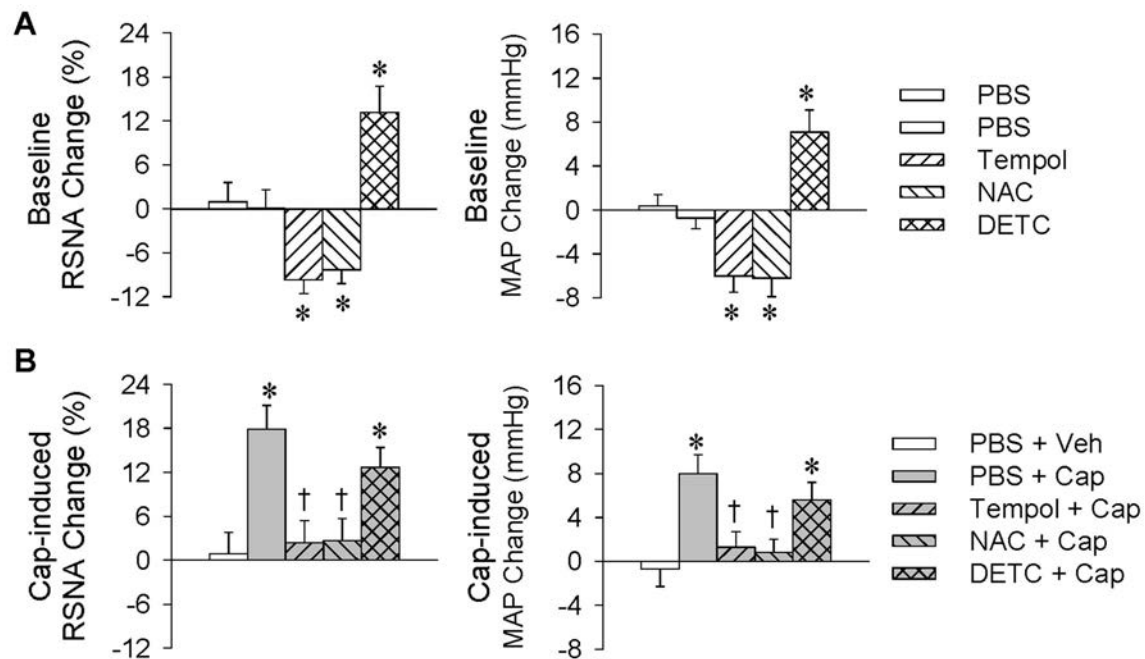 A
Baseline
RSNA Change (%)
24
18
12
6
0
-6
-12
*
*
*
Baseline
MAP Change (mmHg)
16
12
8
4
0
-4
-8
*
*
*
PBS
PBS
Tempol
NAC
DETC
B
Cap-induced
RSNA Change (%)
24
18
12
6
0
-6
-12
*
†
†
*
Cap-induced
MAP Change (mmHg)
16
12
8
4
0
-4
-8
*
†
†
*
PBS + Veh
PBS + Cap
Tempol + Cap
NAC + Cap
DETC + Cap